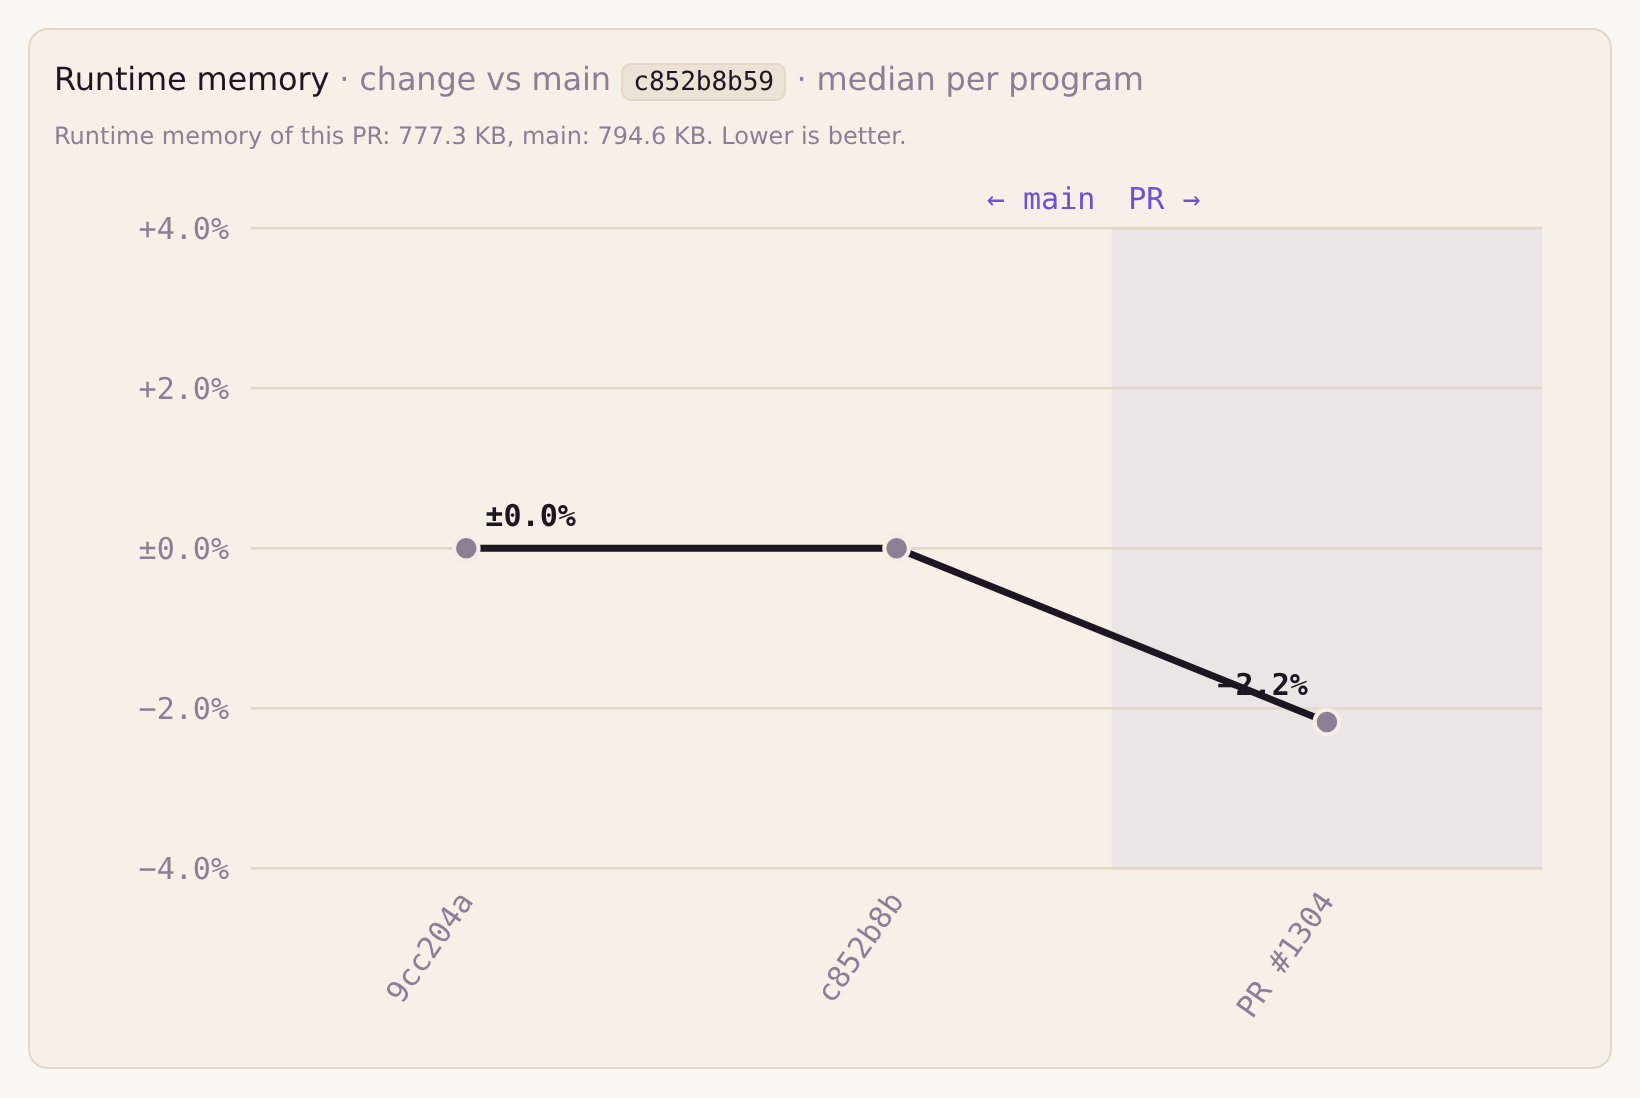 Runtime memory · change vs main c852b8b59 · median per program
Runtime memory of this PR: 777.3 KB, main: 794.6 KB. Lower is better.
← main PR →
+4.0%
+2.0%
±0.0%
±0.0%
−2.2%
−2.0%
−4.0%
9cc204a
c852b8b
PR #1304